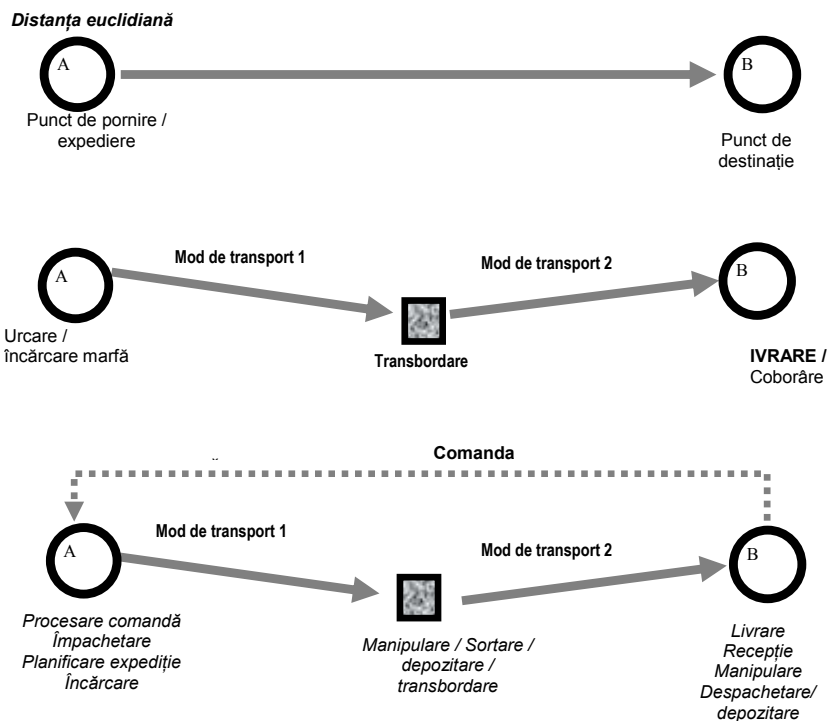 Distanța euclidiană
A
B
Punct de pornire /
expediere
Punct de
destinație
Mod de transport 1
Mod de transport 2
A
B
Urcare /
încărcare marfă
Transbordare
IVRARE /
Coborâre
Comanda
Mod de transport 1
Mod de transport 2
A
B
Procesare comandă
Împachetare
Planificare expediție
Încărcare
Manipulare / Sortare /
depozitare /
transbordare
Livrare
Recepție
Manipulare
Despachetare/
depozitare